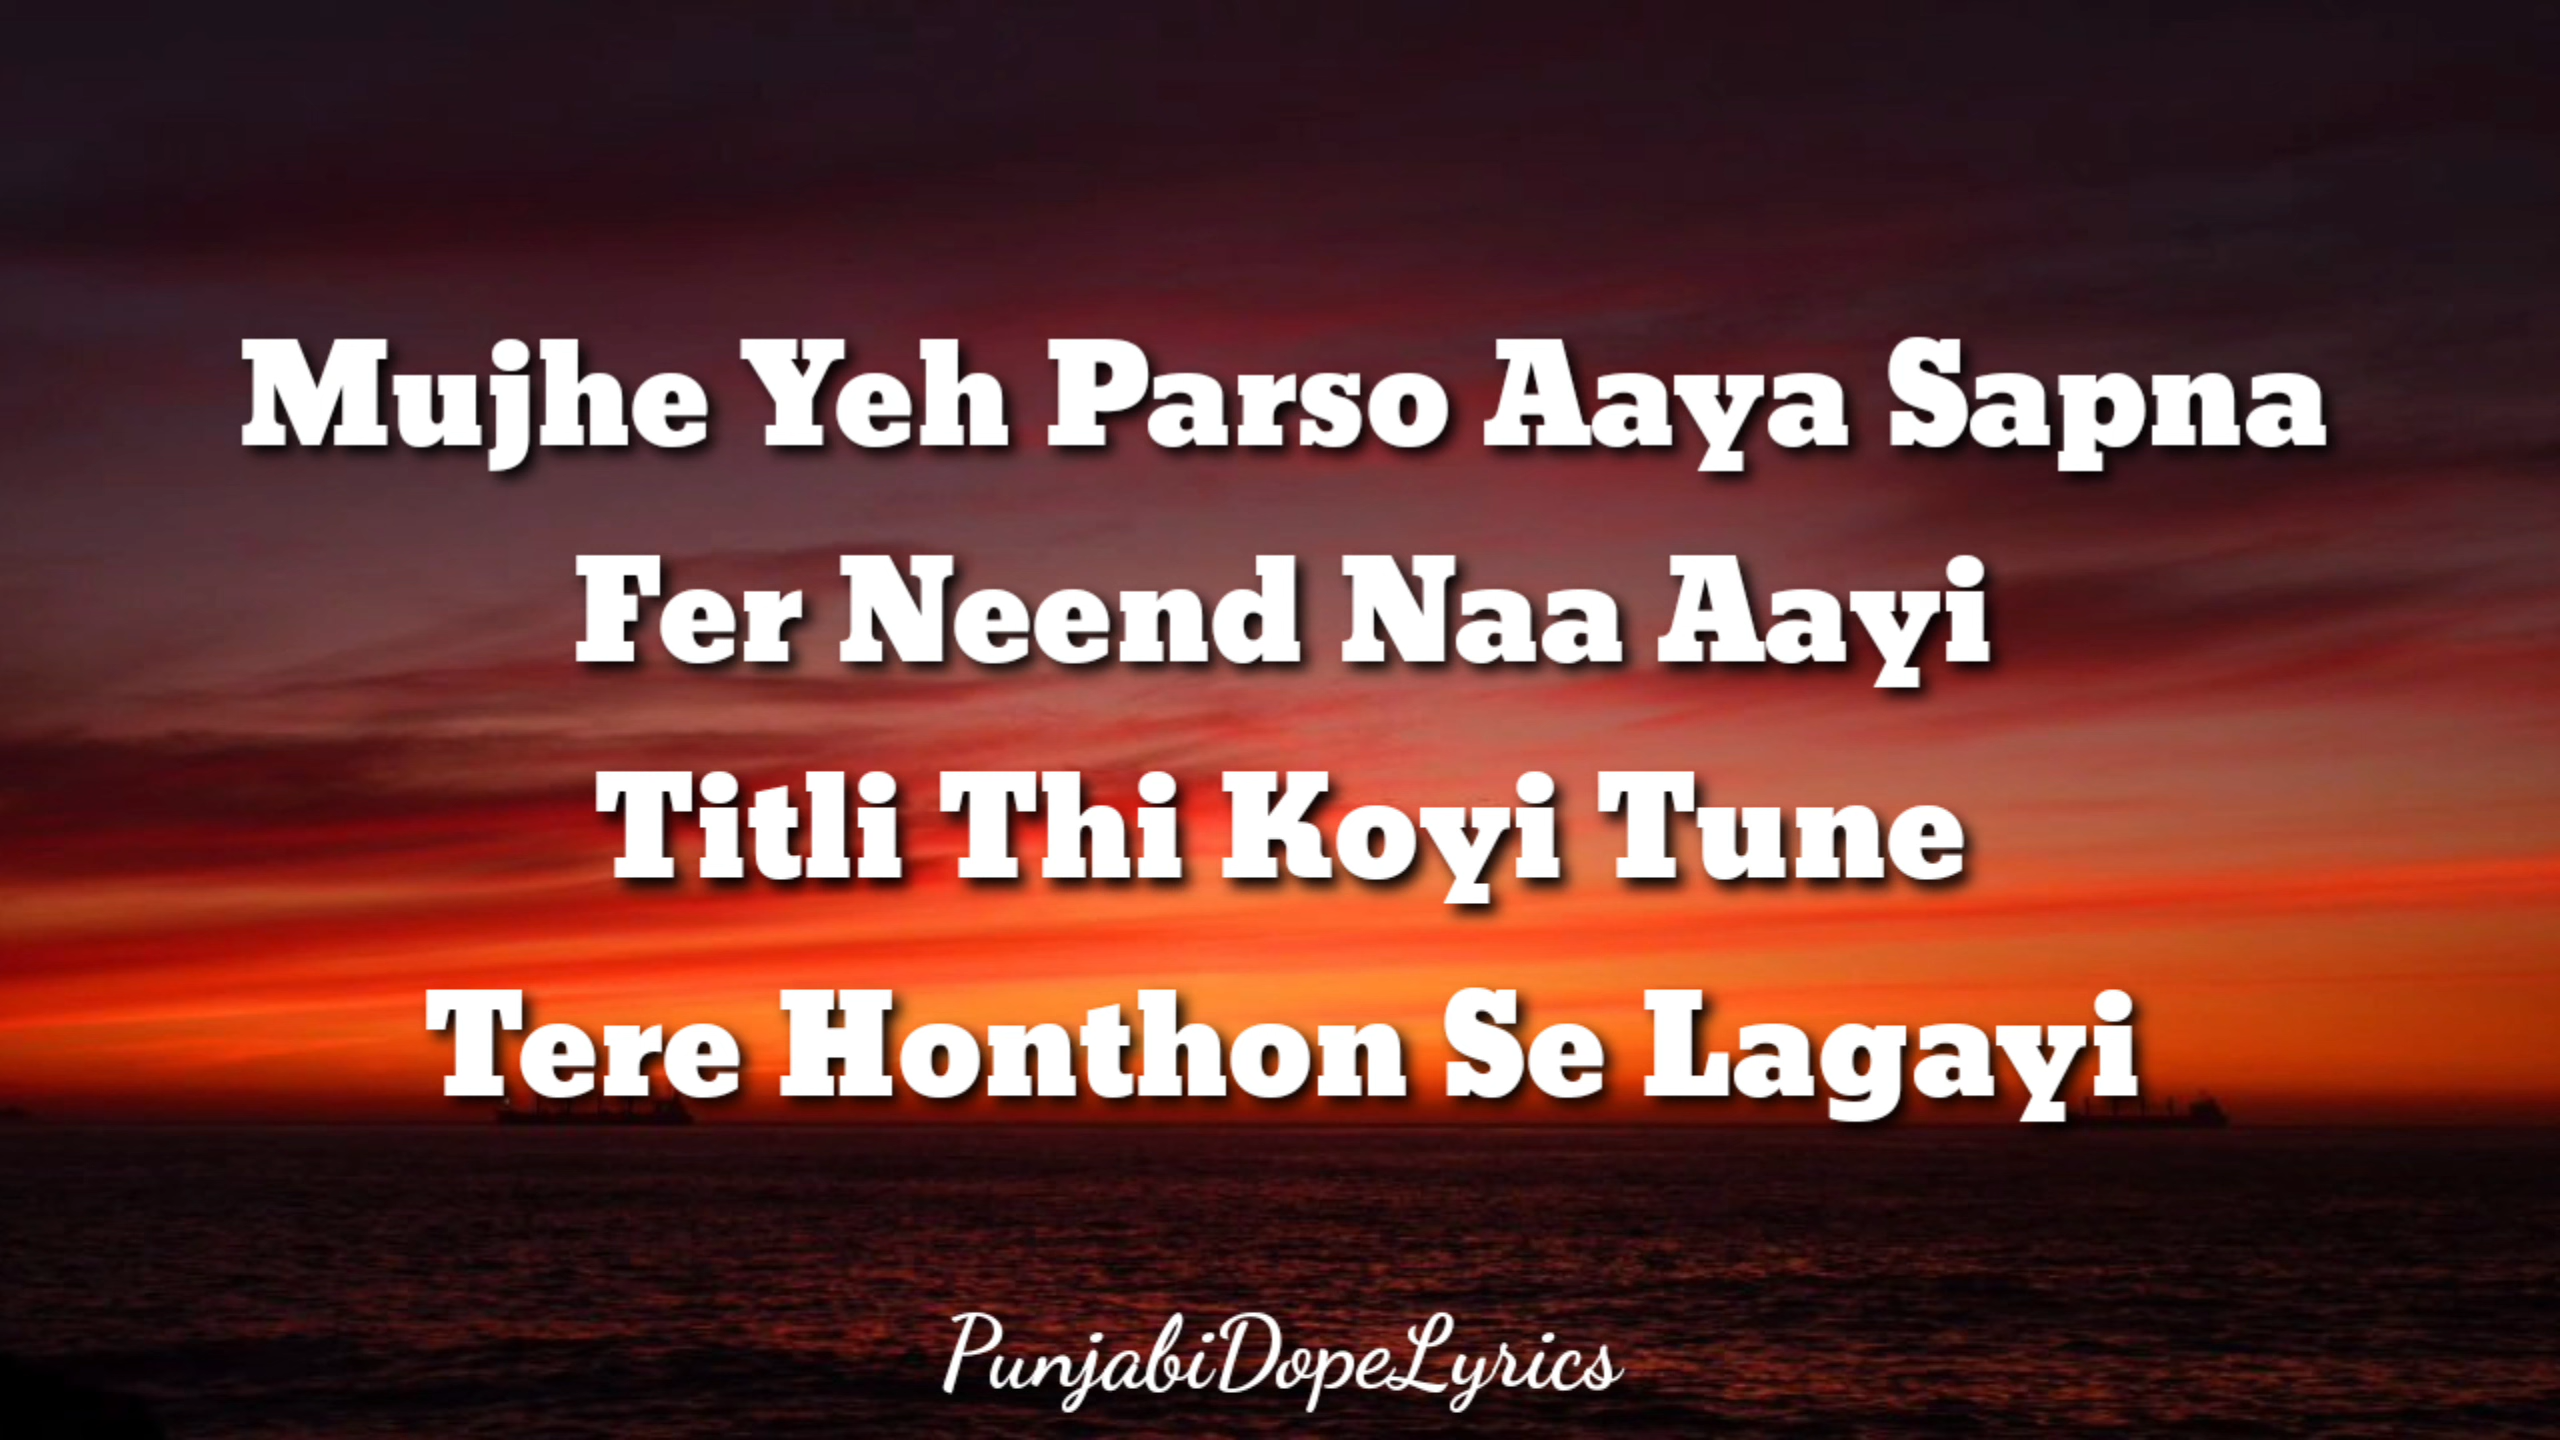 Mujhe Yeh Parso Aaya Sapna
Fer Neend Naa Aayi
Titli Thi Koyi Tune
Tere Honthon Se Lagayi
PunjabiDopeLyrics